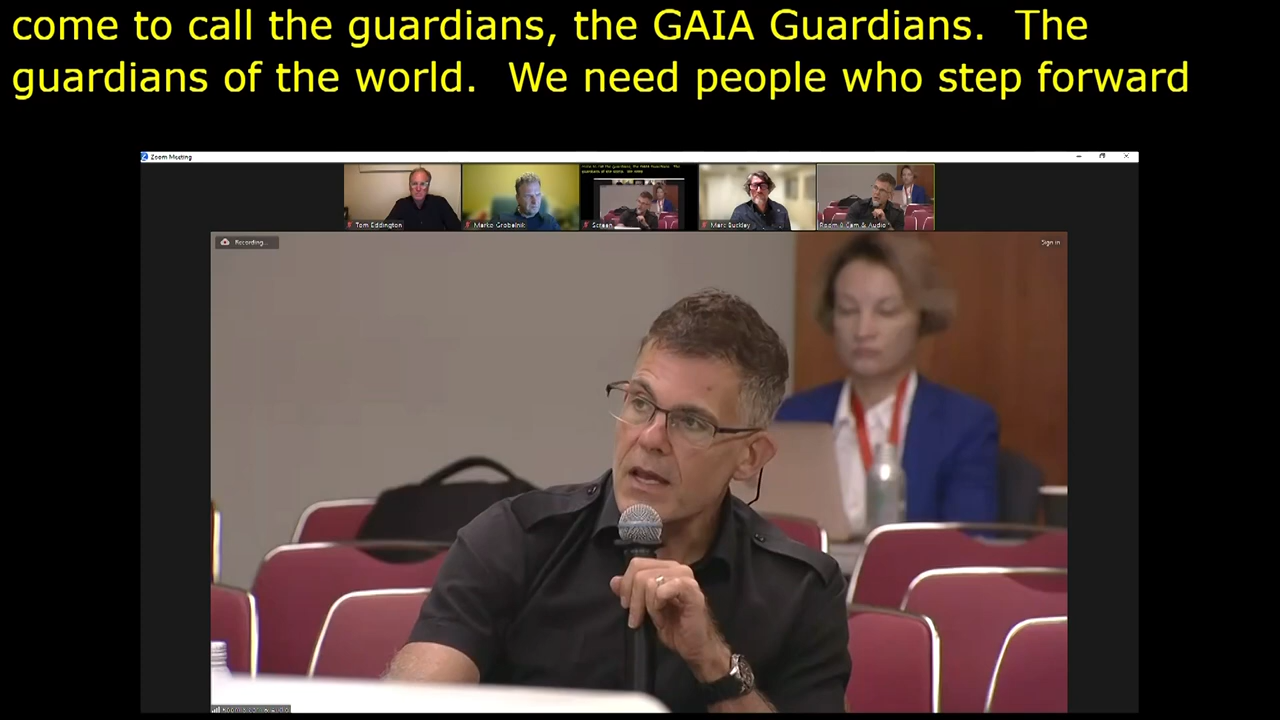 come to call the guardians, the GAIA Guardians.  The
guardians of the world.  We need people who step forward
Zoom Meeting
Tom Eddington
Marko Grobelnik
Screen
Marc Buckley
Room 8 Cam & Audio
Recording...
Sign in